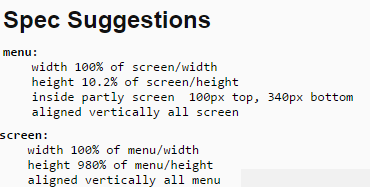 Spec Suggestions
menu:
width 100% of screen/width
height 10.2% of screen/height
inside partly screen 100px top, 340px bottom
aligned vertically all screen
screen:
width 100% of menu/width
height 980% of menu/height
aligned vertically all menu